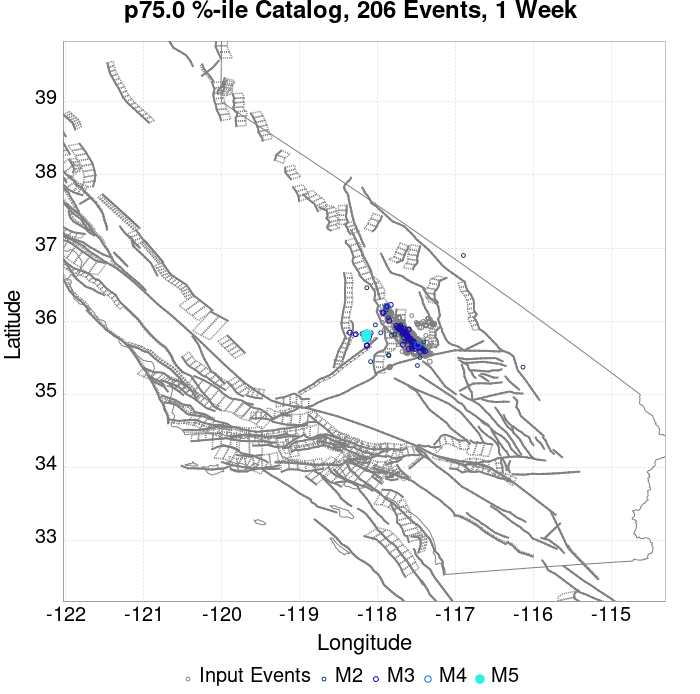 p75.0 %-ile Catalog, 206 Events, 1 Week
39
38
37
36
35
34
33
Latitude
-122 -121 -120 -119 -118 -117 -116 -115
Longitude
Input Events M2 M3 M4 M5